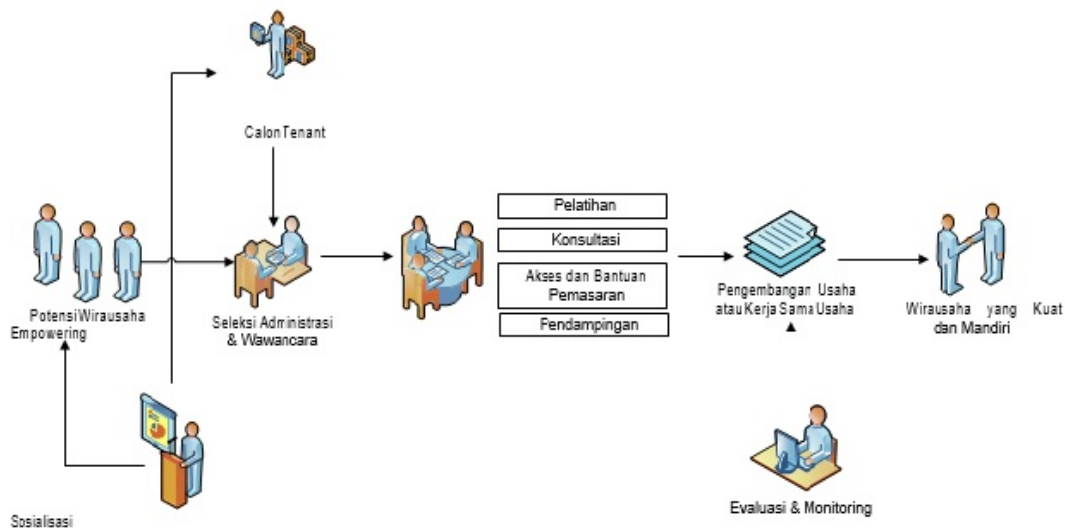 Calon Tenant
Pelatihan
Konsultasi
Akses dan Bantuan
Pemasaran
Pendampingan
Potensi Wirausaha
Empowering
Seleksi Administrasi
& Wawancara
Pengembangan Usaha
atau Kerja Sama Usaha
Wirausaha yang Kuat
dan Mandiri
Evaluasi & Monitoring
Sosialisasi